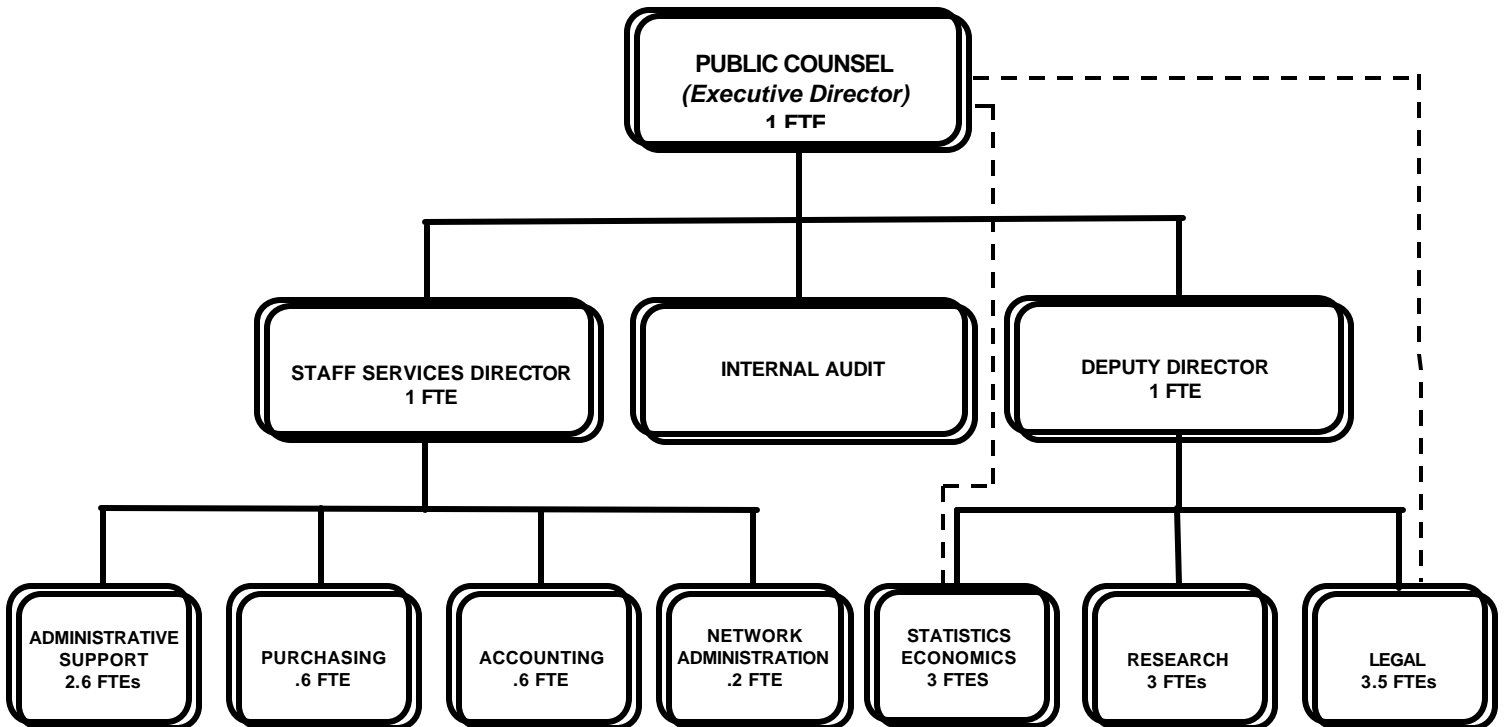 PUBLIC COUNSEL
(Executive Director)
1 FTE
STAFF SERVICES DIRECTOR
1 FTE
INTERNAL AUDIT
DEPUTY DIRECTOR
1 FTE
ADMINISTRATIVE
SUPPORT
2.6 FTEs
PURCHASING
.6 FTE
ACCOUNTING
.6 FTE
NETWORK
ADMINISTRATION
.2 FTE
STATISTICS
ECONOMICS
3 FTES
RESEARCH
3 FTEs
LEGAL
3.5 FTEs